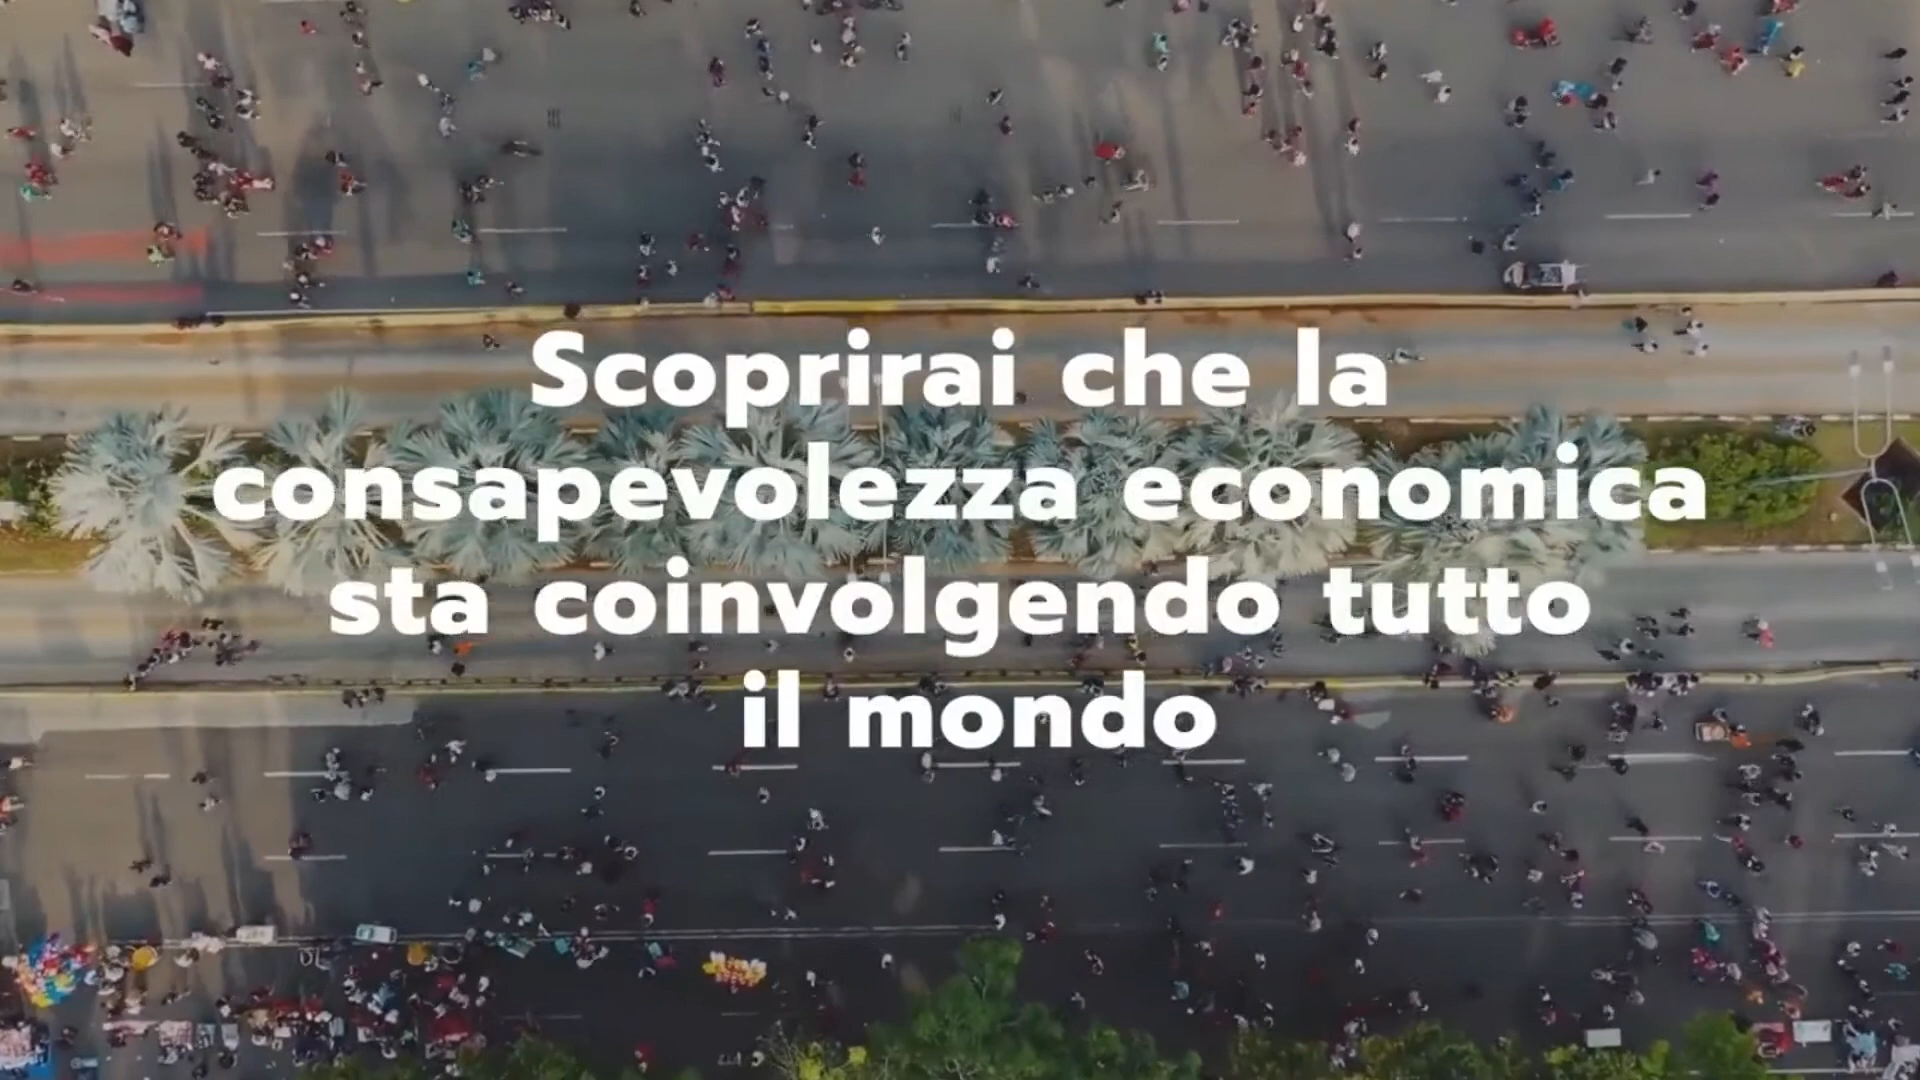 Scoprirai che la
consapevolezza economica
sta coinvolgendo tutto
il mondo